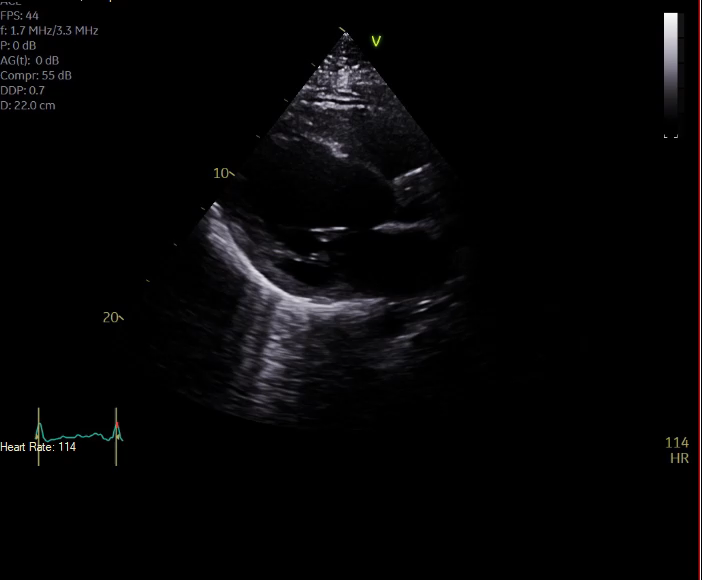 FPS: 44
f: 1.7 MHz/3.3 MHz
P: 0 dB
AG(t): 0 dB
Compr: 55 dB
DDP: 0.7
D: 22.0 cm
V
10
20
Heart Rate: 114
114
HR